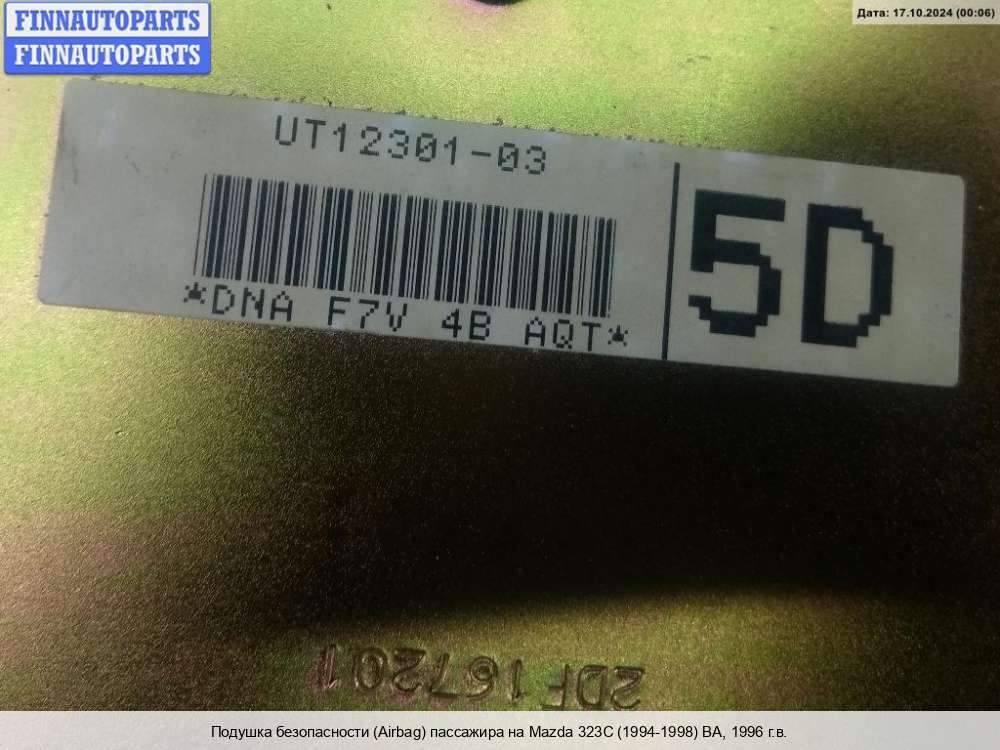 FINNAUTOPARTS
FINNAUTOPARTS
Дата: 17.10.2024 (00:06)
UT12301-03
*DNA F7V 4B AQT*
5D
2DF167201
Подушка безопасности (Airbag) пассажира на Mazda 323C (1994-1998) BA, 1996 г.в.